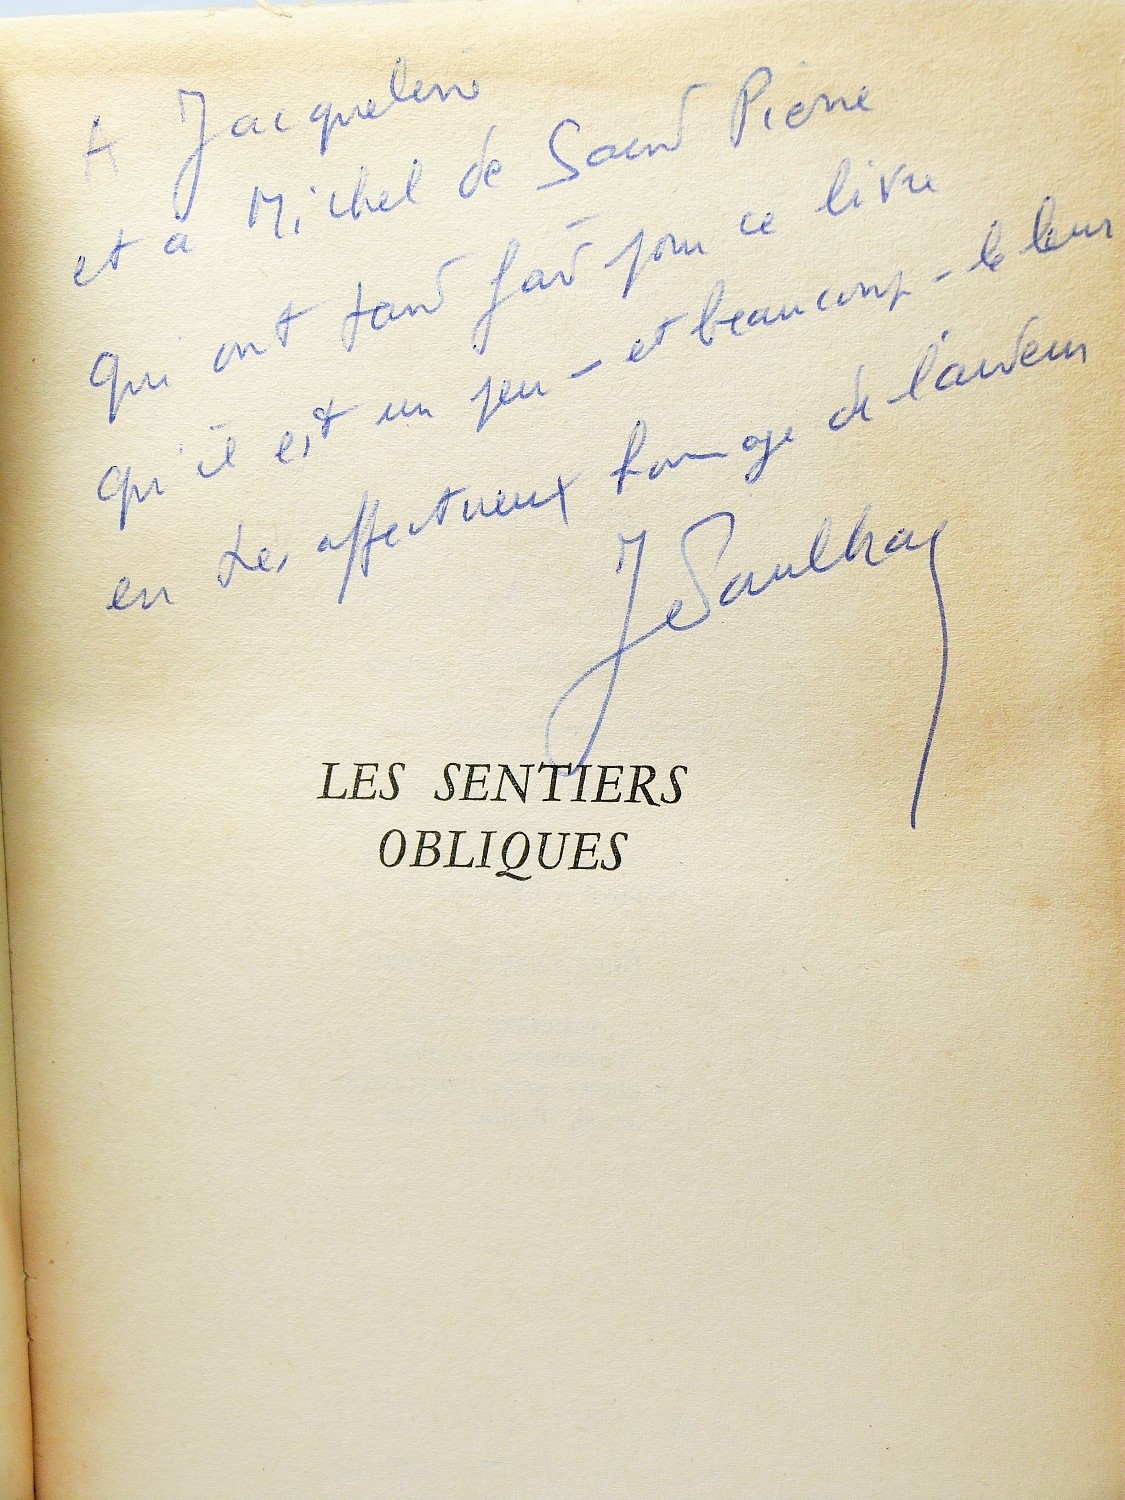 A Jacqueline
et a Michel de Saint Pierre
qui ont tant fait pour ce livre
qu'il est un peu – et beaucoup – le leur
en très affectueux hommage de l'auteur
LES SENTIERS
OBLIQUES